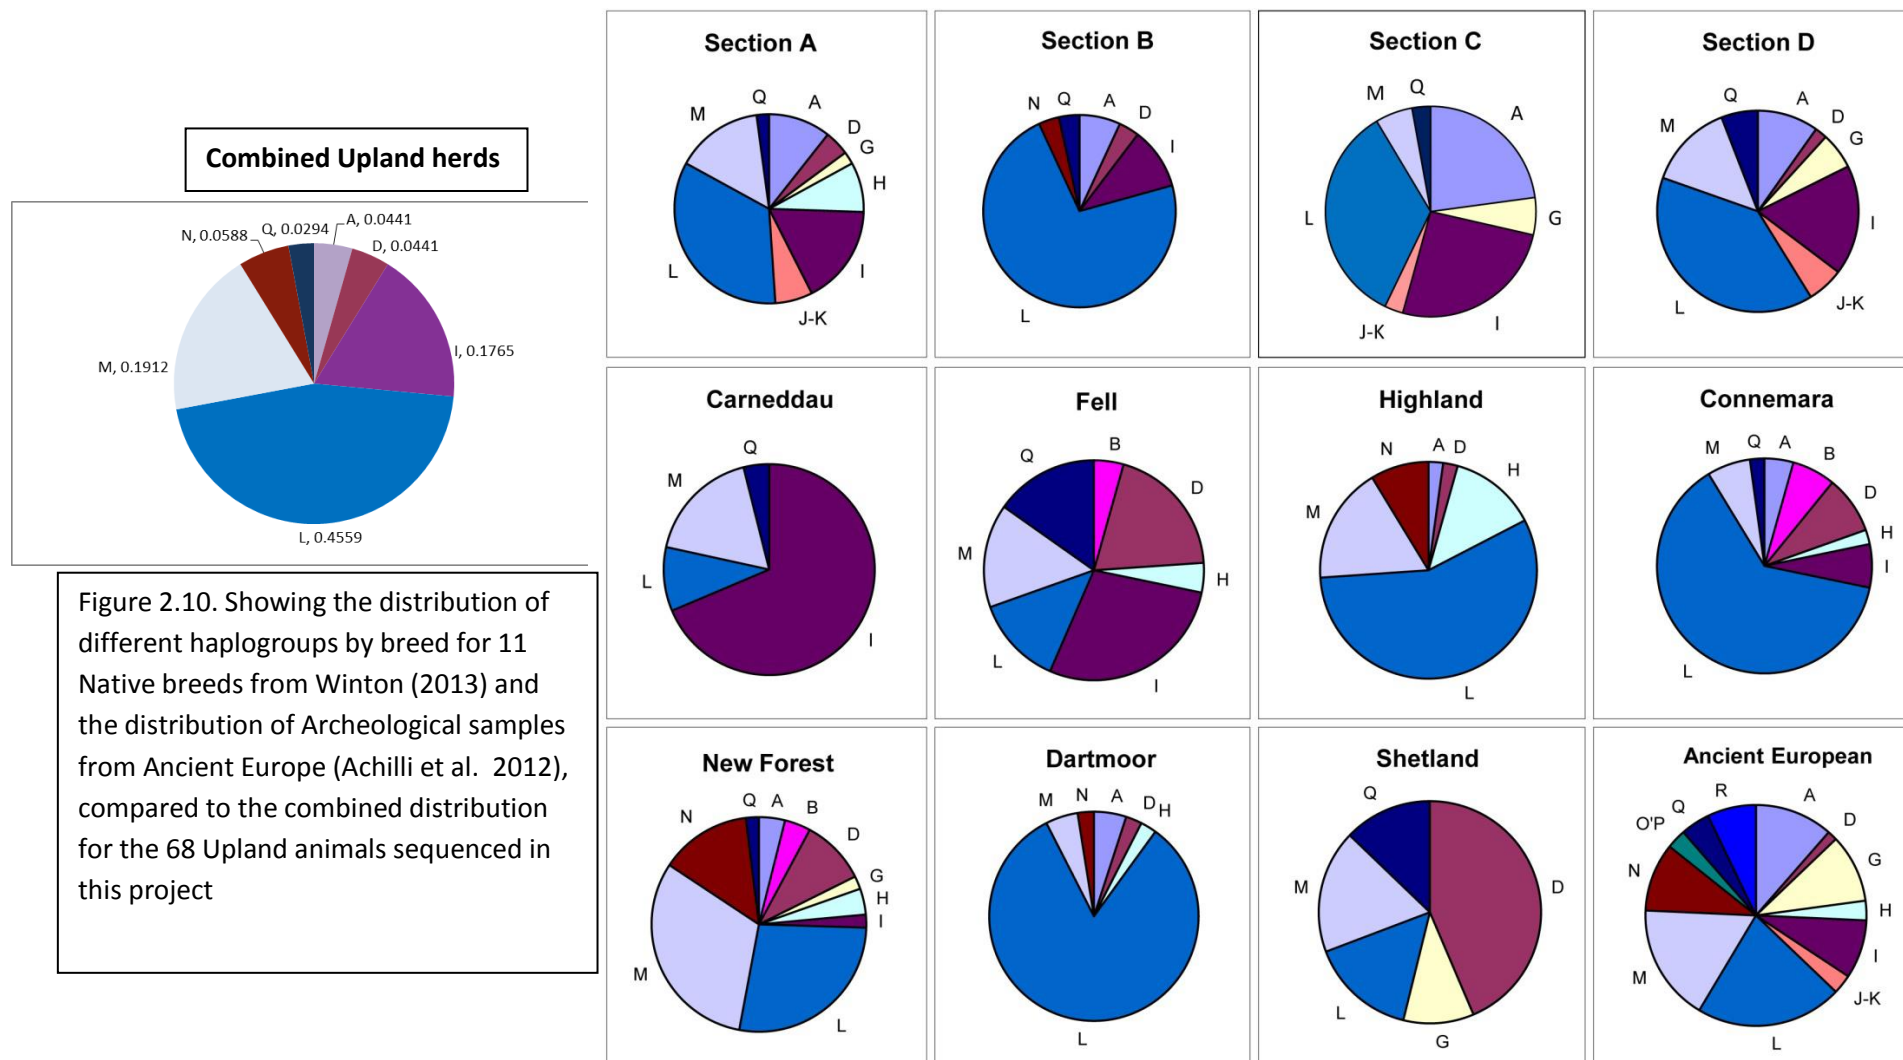 Combined Upland herds
N, 0.0588
Q, 0.0294
A, 0.0441
D, 0.0441
M, 0.1912
I, 0.1765
L, 0.4559
Figure 2.10. Showing the distribution of
different haplogroups by breed for 11
Native breeds from Winton (2013) and
the distribution of Archeological samples
from Ancient Europe (Achilli et al.  2012),
compared to the combined distribution
for the 68 Upland animals sequenced in
this project
Section A
Q
A
M
D
G
H
L
I
J-K
Section B
N
Q
A
D
I
L
Section C
M
Q
A
L
G
J-K
I
Section D
Q
A
D
M
G
I
L
J-K
Carneddau
Q
M
L
I
Fell
B
Q
D
M
H
L
I
Highland
N
A
D
H
M
L
Connemara
M
Q
A
B
D
H
I
L
New Forest
Q
A
B
N
D
G
H
I
M
L
Dartmoor
M
N
A
D
H
L
Shetland
Q
D
M
L
G
Ancient European
R
A
Q
D
O'P
G
N
H
I
M
J-K
L